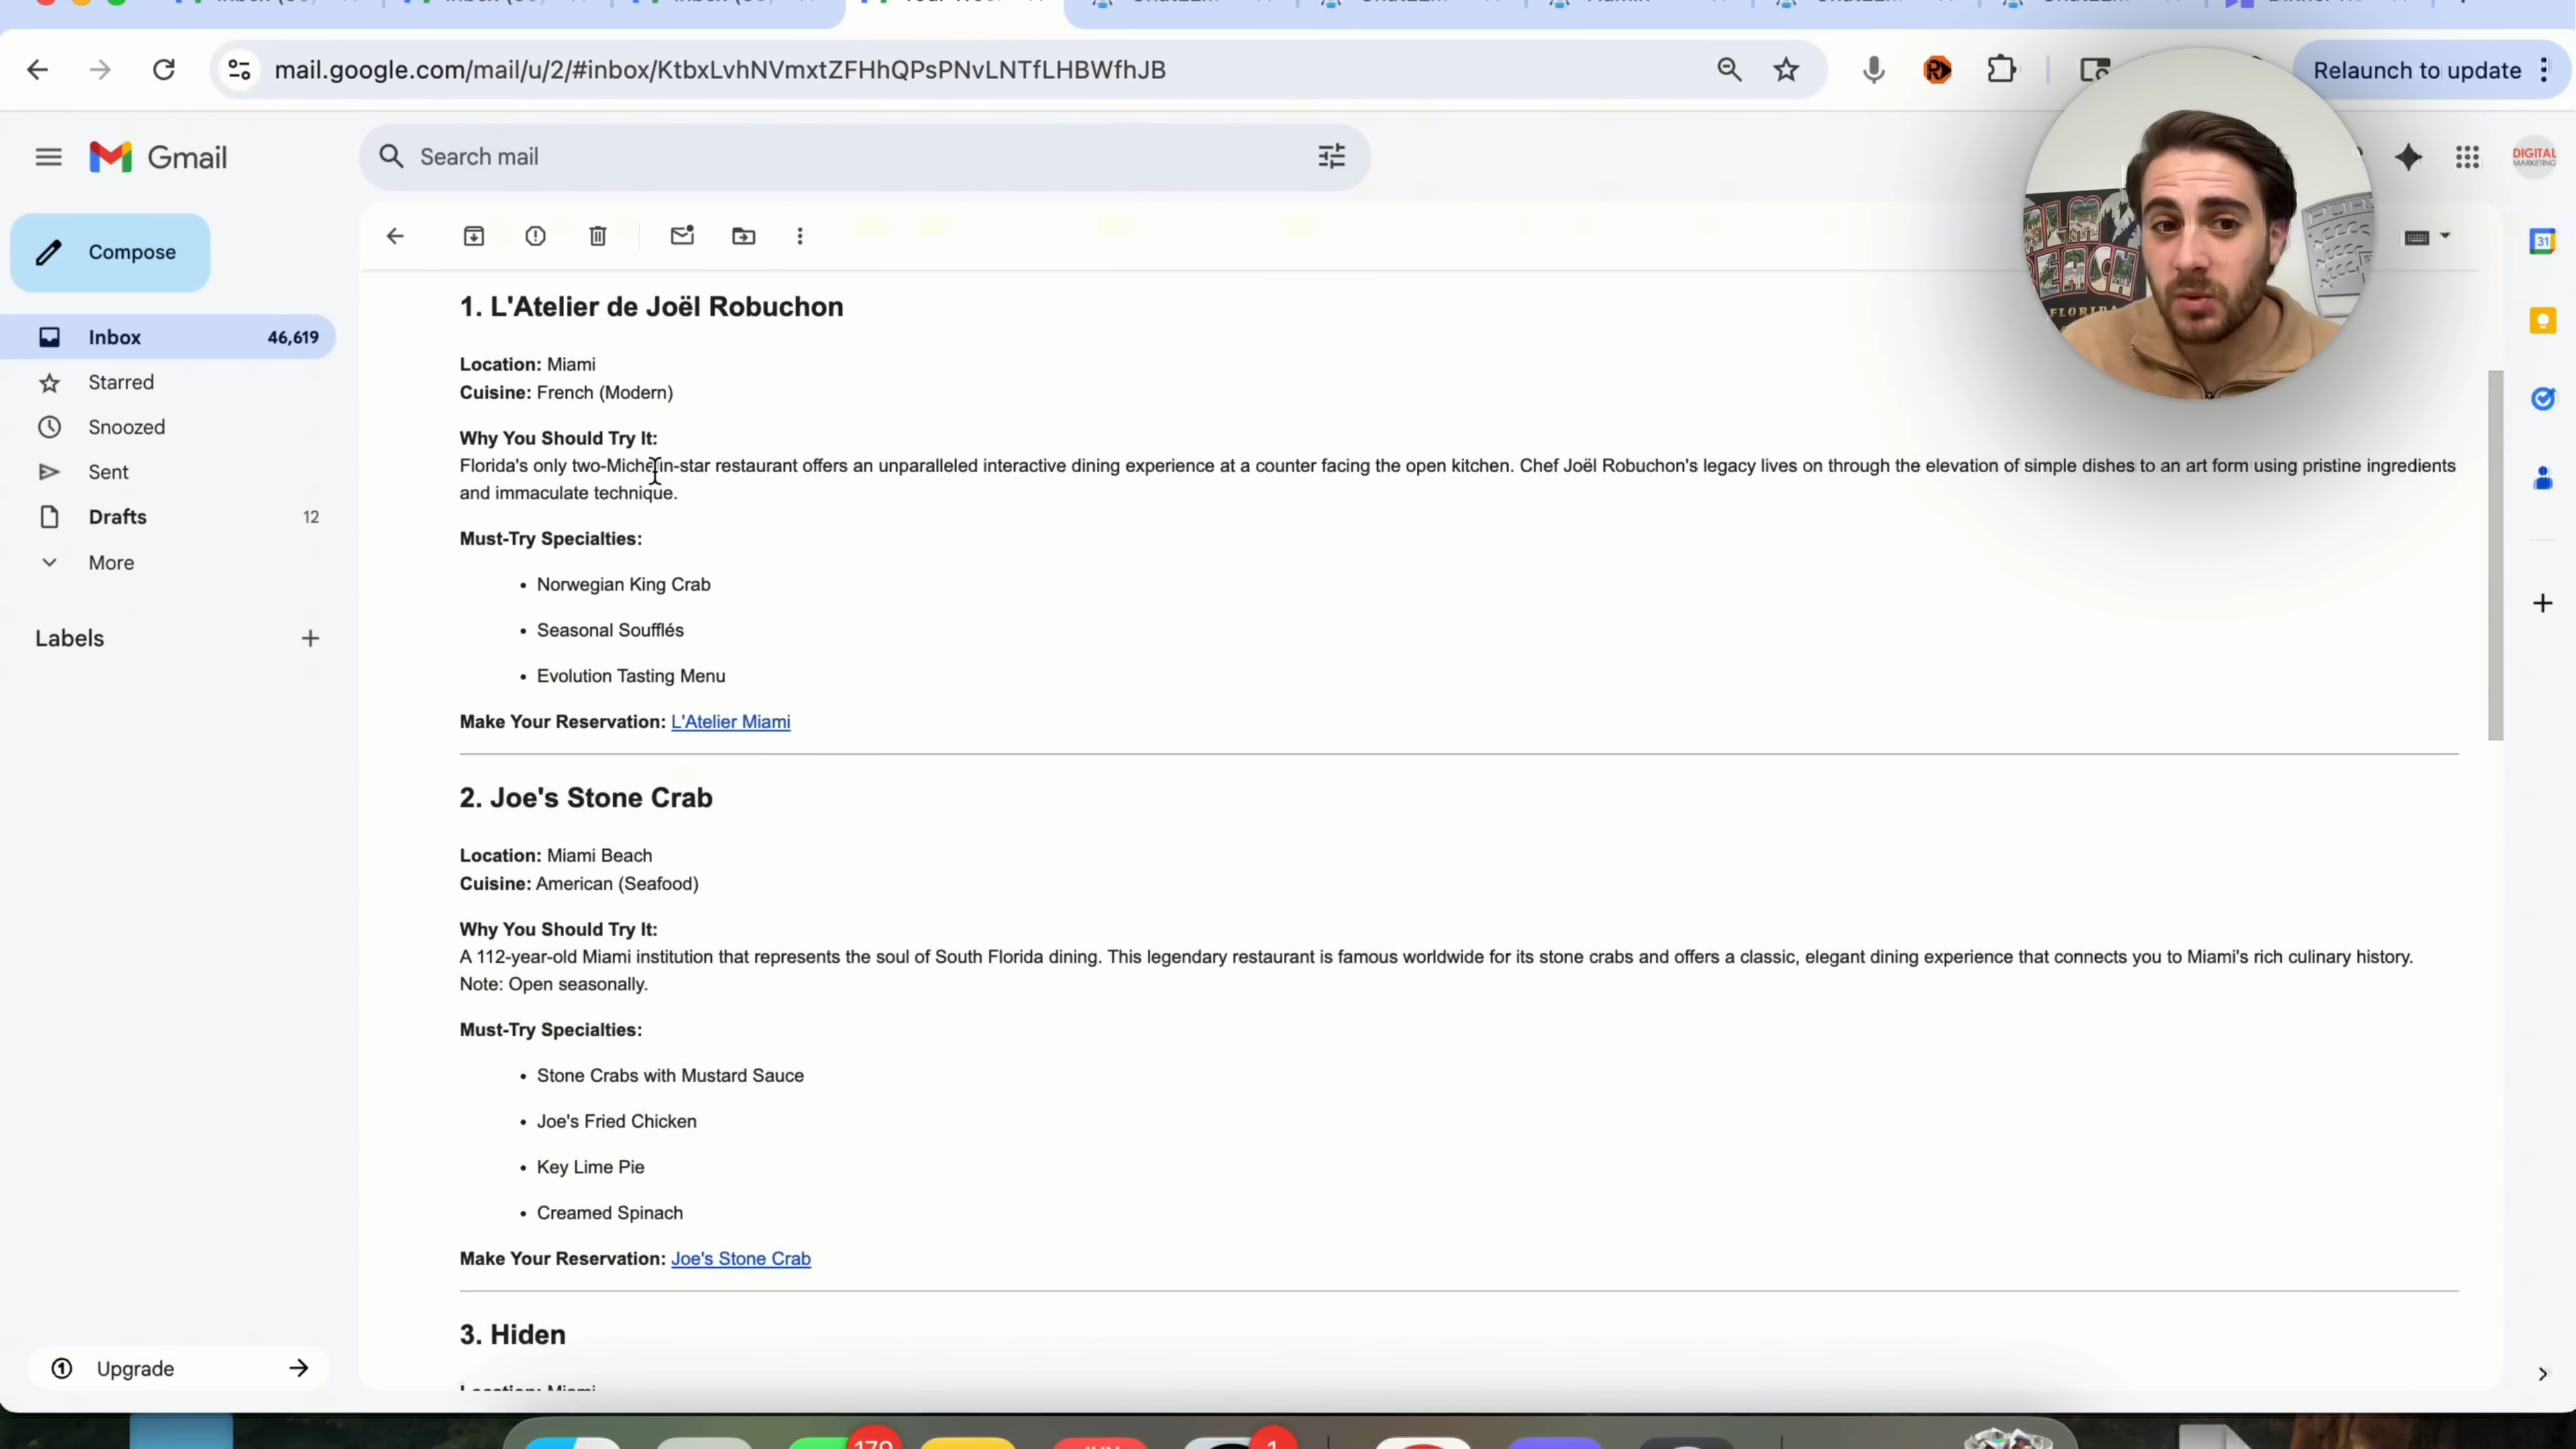 mail.google.com/mail/u/2/#inbox/KtbxLvhNVmxtZFHhQPsPNvLNTfLHBWfhJB
Relaunch to update
Gmail
Search mail
DIGITAL
MARKETING
Compose
Inbox 46,619
Starred
Snoozed
Sent
Drafts 12
More
Labels
Upgrade
31
1. L'Atelier de Joël Robuchon
Location: Miami
Cuisine: French (Modern)
Why You Should Try It:
Florida's only two-Michelin-star restaurant offers an unparalleled interactive dining experience at a counter facing the open kitchen. Chef Joël Robuchon's legacy lives on through the elevation of simple dishes to an art form using pristine ingredients
and immaculate technique.
Must-Try Specialties:
• Norwegian King Crab
• Seasonal Soufflés
• Evolution Tasting Menu
Make Your Reservation: L'Atelier Miami
2. Joe's Stone Crab
Location: Miami Beach
Cuisine: American (Seafood)
Why You Should Try It:
A 112-year-old Miami institution that represents the soul of South Florida dining. This legendary restaurant is famous worldwide for its stone crabs and offers a classic, elegant dining experience that connects you to Miami's rich culinary history.
Note: Open seasonally.
Must-Try Specialties:
• Stone Crabs with Mustard Sauce
• Joe's Fried Chicken
• Key Lime Pie
• Creamed Spinach
Make Your Reservation: Joe's Stone Crab
3. Hiden
Location: Miami
179
1